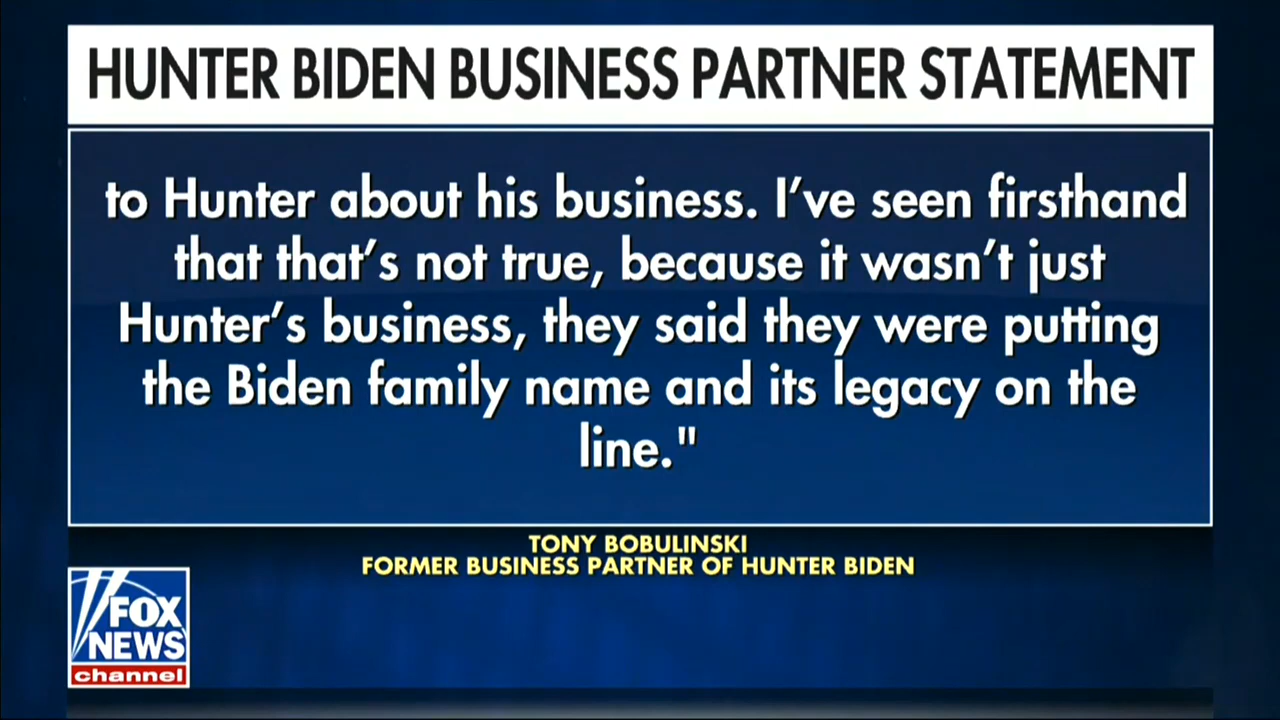 HUNTER BIDEN BUSINESS PARTNER STATEMENT
to Hunter about his business. I’ve seen firsthand
that that’s not true, because it wasn’t just
Hunter’s business, they said they were putting
the Biden family name and its legacy on the
line."
TONY BOBULINSKI
FORMER BUSINESS PARTNER OF HUNTER BIDEN
FOX
NEWS
channel